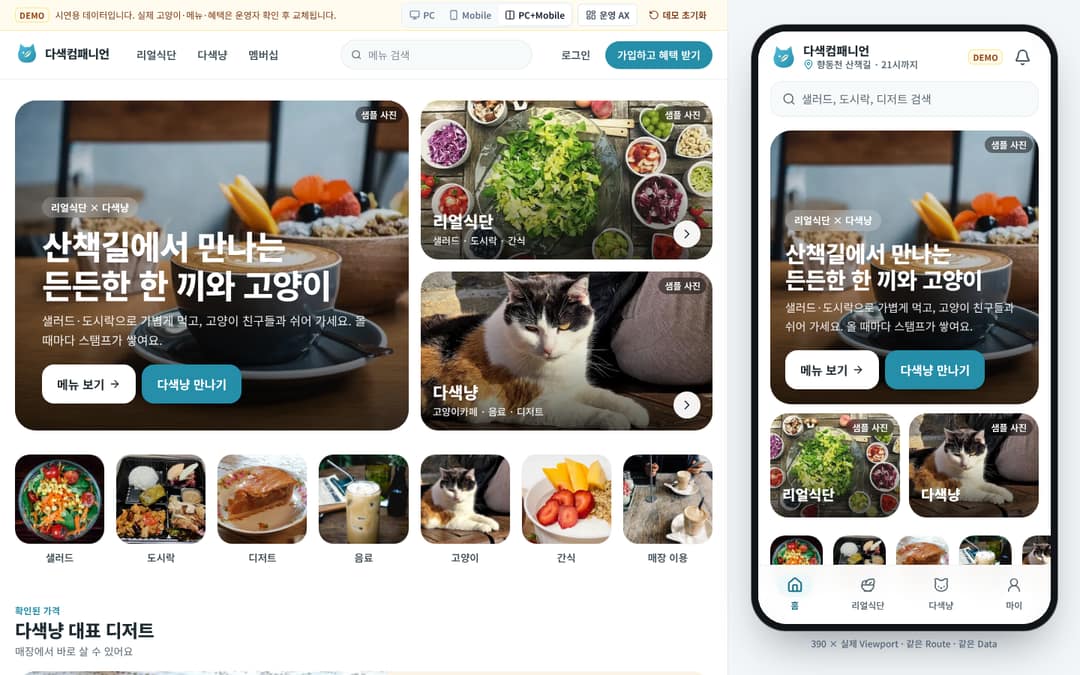 DEMO 시연용 데이터입니다. 실제 고양이·메뉴·혜택은 운영자 확인 후 교체됩니다.
PC Mobile PC+Mobile 운영 AX 데모 초기화
다색컴패니언 리얼식단 다색냥 멤버십 메뉴 검색 로그인 가입하고 혜택 받기
샘플 사진
리얼식단 × 다색냥
산책길에서 만나는
든든한 한 끼와 고양이
샐러드·도시락으로 가볍게 먹고, 고양이 친구들과 쉬어 가세요. 올
때마다 스탬프가 쌓여요.
메뉴 보기 → 다색냥 만나기
샘플 사진
리얼식단
샐러드 · 도시락 · 간식
샘플 사진
다색냥
고양이카페 · 음료 · 디저트
샐러드 도시락 디저트 음료 고양이 간식 매장 이용
확인된 가격
다색냥 대표 디저트
매장에서 바로 살 수 있어요
다색컴패니언
향동천 산책길 · 21시까지
DEMO
샐러드, 도시락, 디저트 검색
샘플 사진
리얼식단 × 다색냥
산책길에서 만나는
든든한 한 끼와 고양이
샐러드·도시락으로 가볍게 먹고, 고양이 친구들과
쉬어 가세요. 올 때마다 스탬프가 쌓여요.
메뉴 보기 → 다색냥 만나기
샘플 사진
리얼식단
샘플 사진
다색냥
홈 리얼식단 다색냥 마이
390 × 실제 Viewport · 같은 Route · 같은 Data